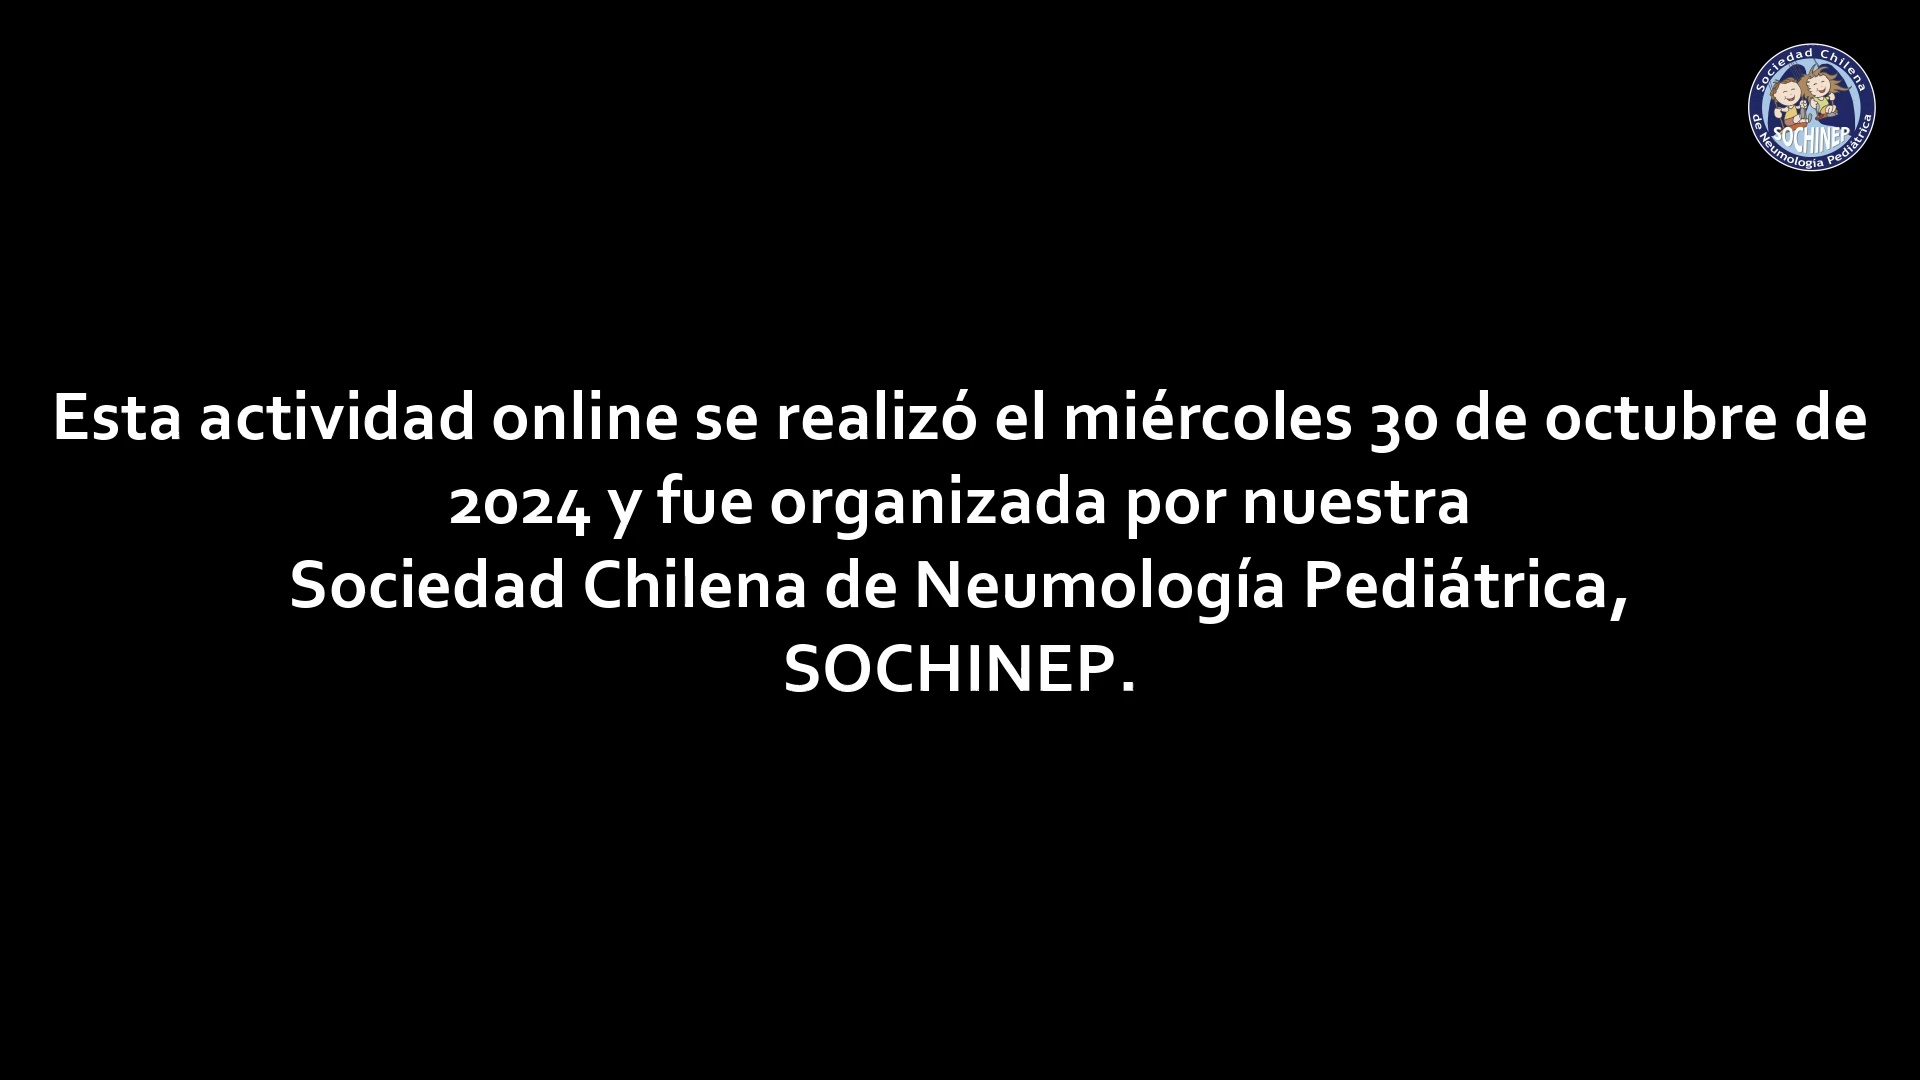 Sociedad Chilena
de Neumología Pediátrica
SOCHINEP
Esta actividad online se realizó el miércoles 30 de octubre de
2024 y fue organizada por nuestra
Sociedad Chilena de Neumología Pediátrica,
SOCHINEP.